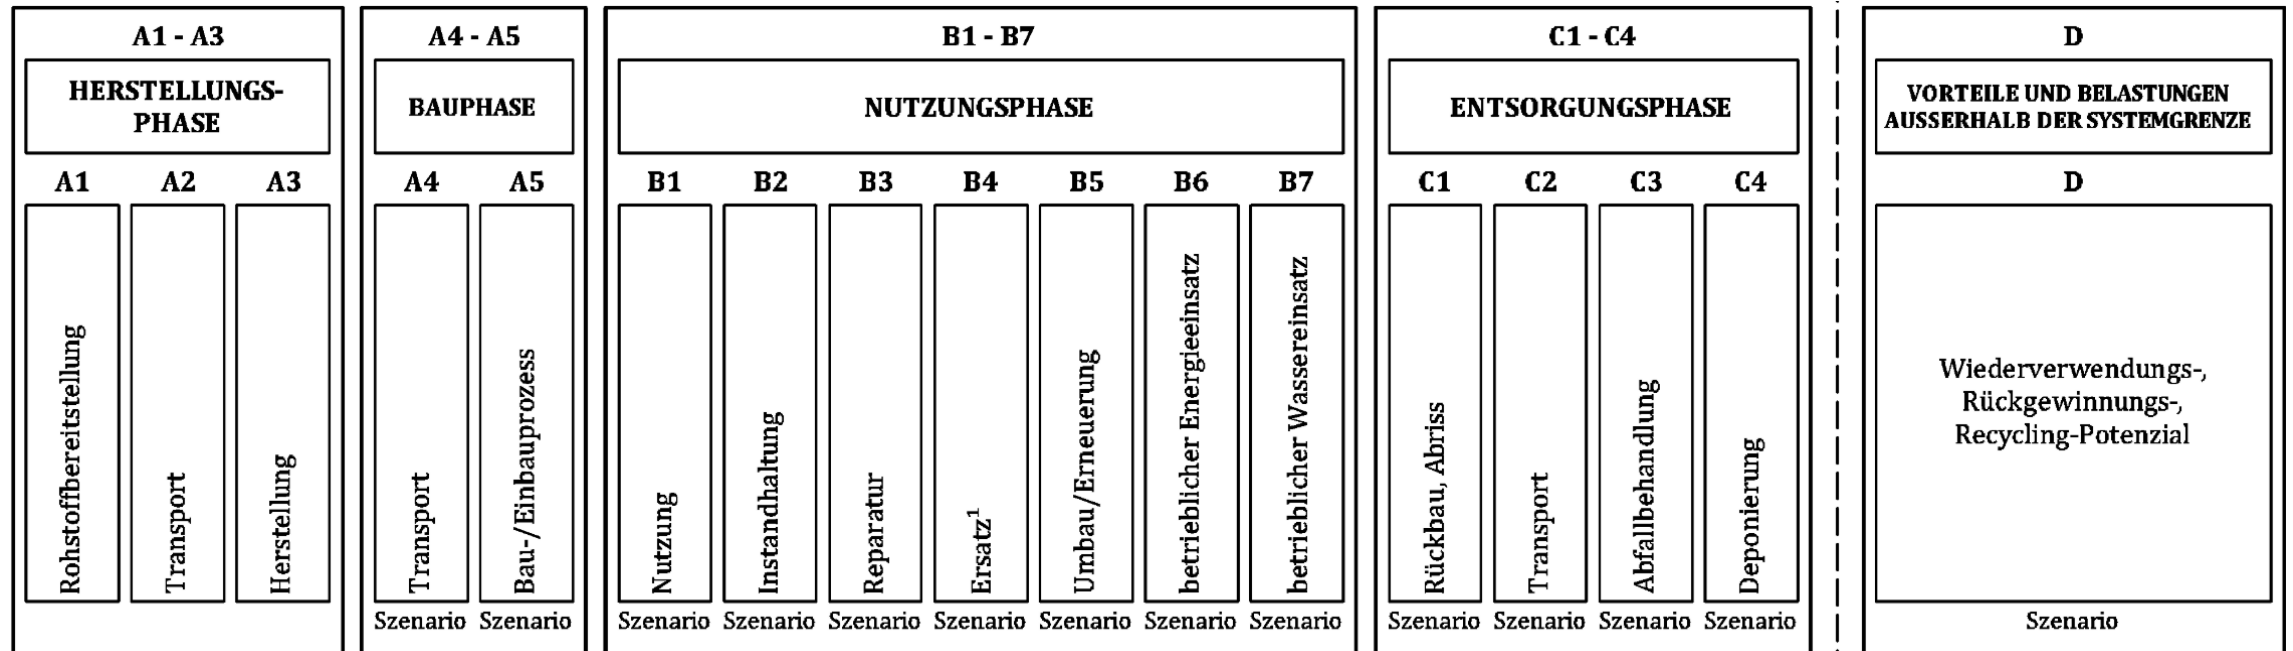 A1 - A3
HERSTELLUNGS-
PHASE
A1 A2 A3
Rohstoffbereitstellung
Transport
Herstellung
A4 - A5
BAUPHASE
A4 A5
Transport
Bau-/Einbauprozess
Szenario Szenario
B1 - B7
NUTZUNGSPHASE
B1 B2 B3 B4 B5 B6 B7
Nutzung
Instandhaltung
Reparatur
Ersatz¹
Umbau/Erneuerung
betrieblicher Energieeinsatz
betrieblicher Wassereinsatz
Szenario Szenario Szenario Szenario Szenario Szenario Szenario
C1 - C4
ENTSORGUNGSPHASE
C1 C2 C3 C4
Rückbau, Abriss
Transport
Abfallbehandlung
Deponierung
Szenario Szenario Szenario Szenario
D
VORTEILE UND BELASTUNGEN
AUSSERHALB DER SYSTEMGRENZE
D
Wiederverwendungs-,
Rückgewinnungs-,
Recycling-Potenzial
Szenario